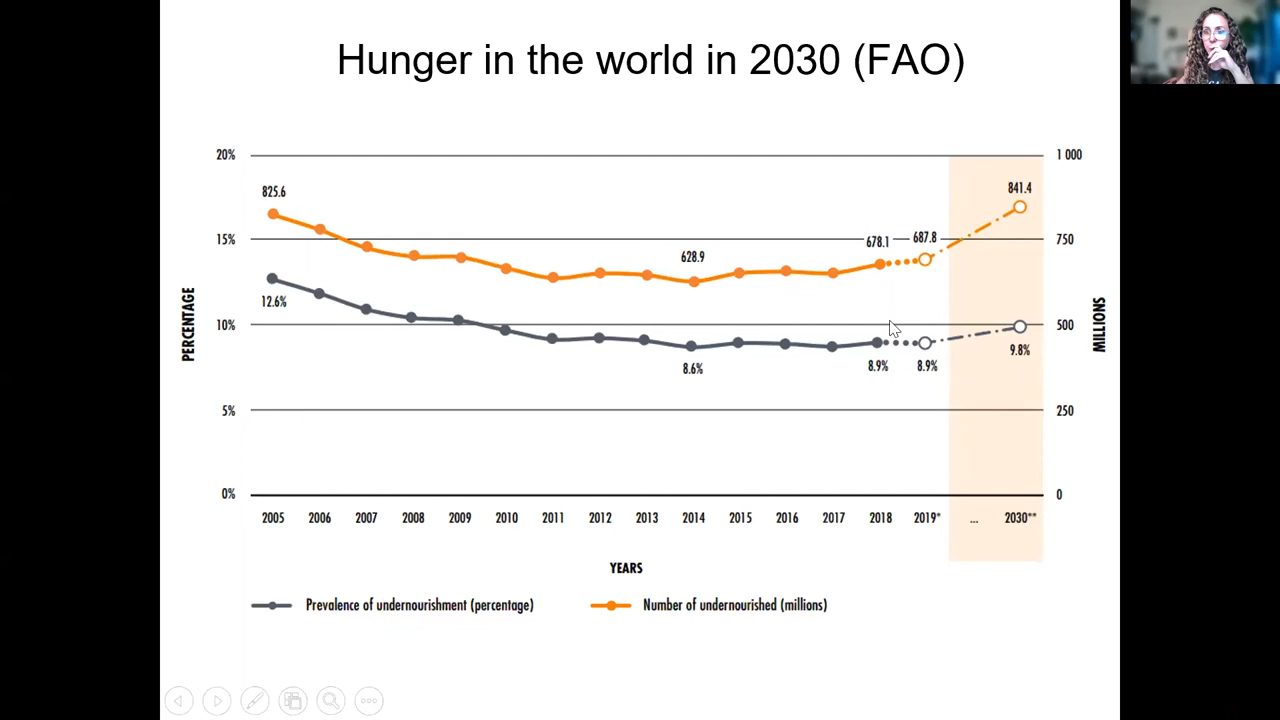 Hunger in the world in 2030 (FAO)
20%
1 000
825.6
841.4
15%
678.1
687.8
750
628.9
12.6%
PERCENTAGE
MILLIONS
10%
500
8.6%
8.9%
8.9%
9.8%
5%
250
0%
0
2005 2006 2007 2008 2009 2010 2011 2012 2013 2014 2015 2016 2017 2018 2019* ... 2030**
YEARS
Prevalence of undernourishment (percentage)
Number of undernourished (millions)